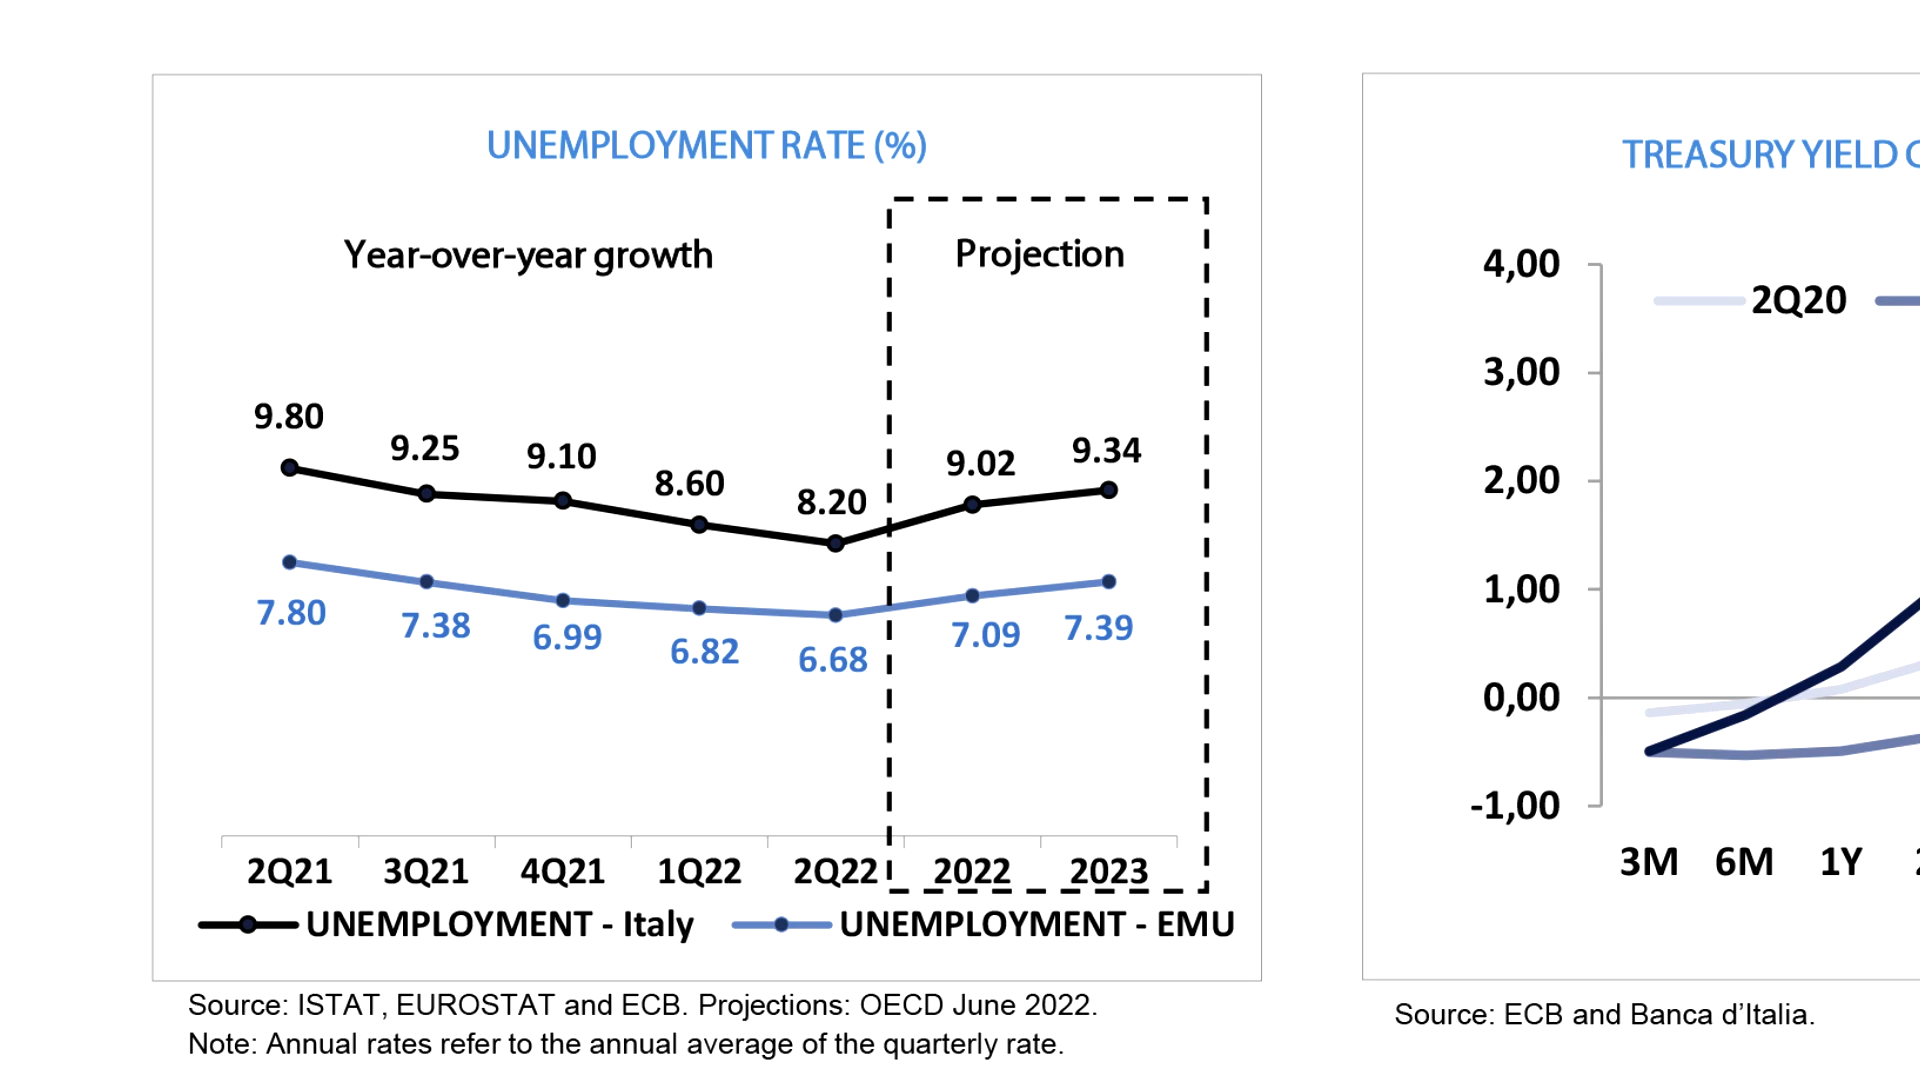 UNEMPLOYMENT RATE (%)
Year-over-year growth
Projection
9.80
9.25
9.10
8.60
8.20
9.02
9.34
7.80
7.38
6.99
6.82
6.68
7.09
7.39
2Q21
3Q21
4Q21
1Q22
2Q22
2022
2023
UNEMPLOYMENT - Italy
UNEMPLOYMENT - EMU
Source: ISTAT, EUROSTAT and ECB. Projections: OECD June 2022.
Note: Annual rates refer to the annual average of the quarterly rate.
TREASURY YIELD
4,00
3,00
2,00
1,00
0,00
-1,00
2Q20
3M
6M
1Y
Source: ECB and Banca d’Italia.